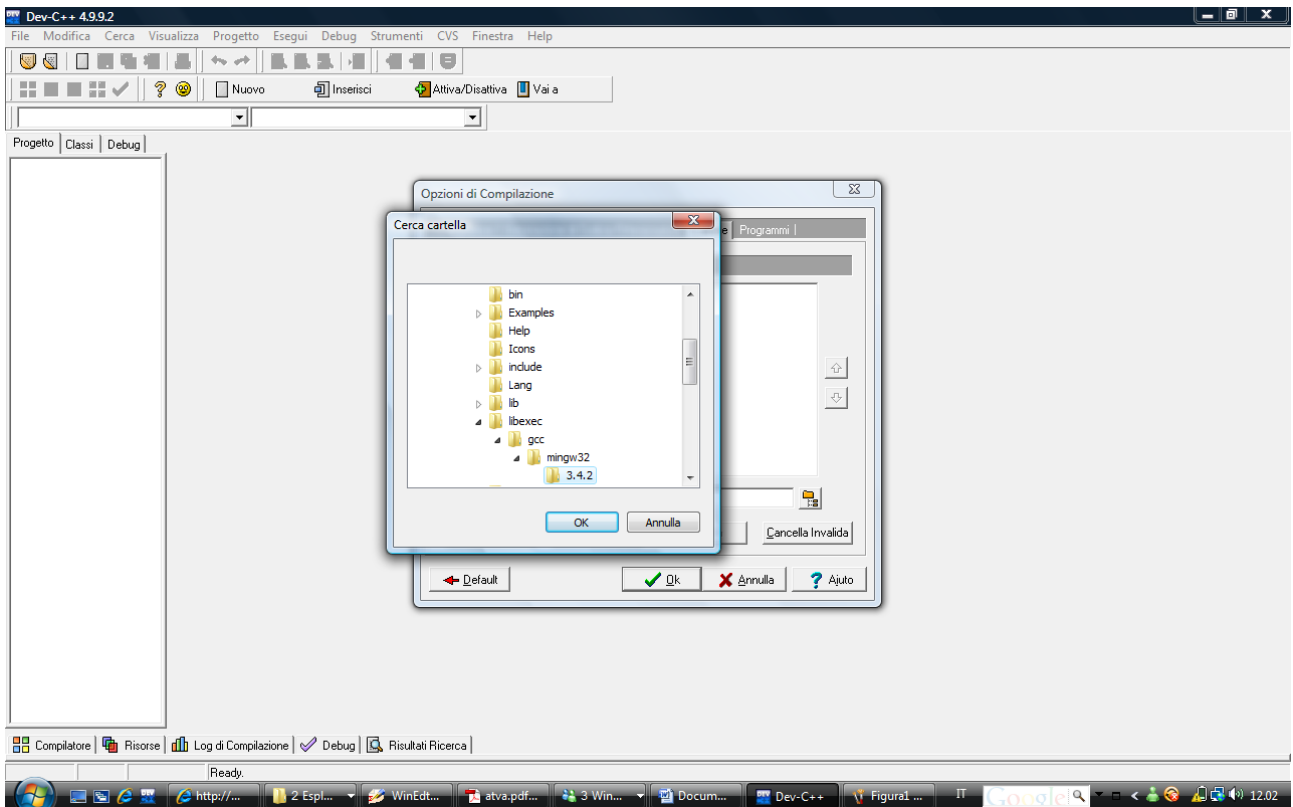 Dev-C++ 4.9.9.2
File Modifica Cerca Visualizza Progetto Esegui Debug Strumenti CVS Finestra Help
Nuovo Inserisci Attiva/Disattiva Vai a
Progetto Classi Debug
Opzioni di Compilazione
Cerca cartella
e Programmi
bin
Examples
Help
Icons
include
Lang
lib
libexec
gcc
mingw32
3.4.2
OK Annulla
Cancella Invalida
Default Ok Annulla Aiuto
Compilatore Risorse Log di Compilazione Debug Risultati Ricerca
Ready.
http://... 2 Espl... WinEdt... atva.pdf... 3 Win... Docum... Dev-C++ Figura1 ... IT Google 12.02